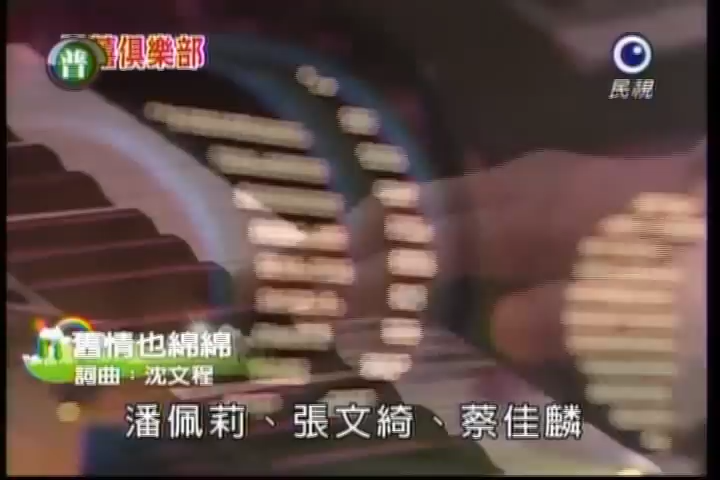 普
舊俱樂部
民視
舊情也綿綿
詞曲：沈文程
潘佩莉、張文綺、蔡佳麟